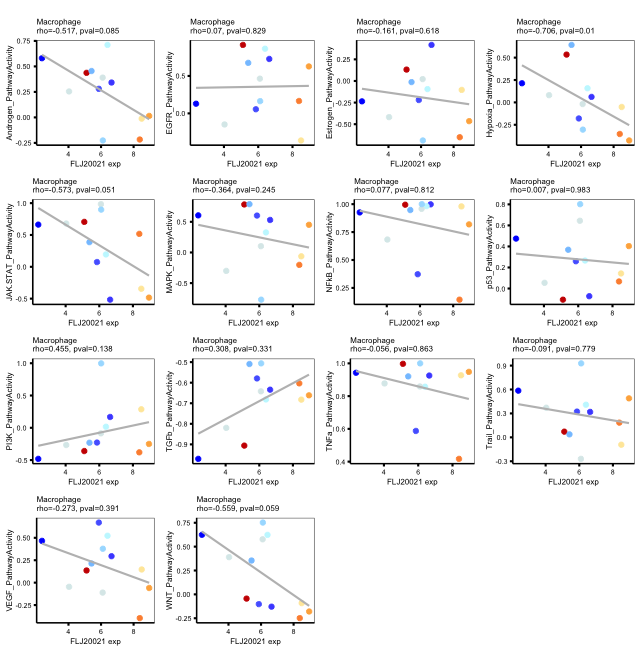 Macrophage
rho=-0.517, pval=0.085
Androgen_PathwayActivity
0.75
0.50
0.25
0.00
-0.25
4
6
8
FLJ20021 exp
Macrophage
rho=0.07, pval=0.829
EGFR_PathwayActivity
0.5
0.0
4
6
8
FLJ20021 exp
Macrophage
rho=-0.161, pval=0.618
Estrogen_PathwayActivity
0.25
0.00
-0.25
-0.50
4
6
8
FLJ20021 exp
Macrophage
rho=-0.706, pval=0.01
Hypoxia_PathwayActivity
0.50
0.25
0.00
-0.25
4
6
8
FLJ20021 exp
Macrophage
rho=-0.573, pval=0.051
JAK-STAT_PathwayActivity
1.0
0.5
0.0
-0.5
4
6
8
FLJ20021 exp
Macrophage
rho=-0.364, pval=0.245
MAPK_PathwayActivity
0.5
0.0
-0.5
4
6
8
FLJ20021 exp
Macrophage
rho=0.077, pval=0.812
NFkB_PathwayActivity
1.00
0.75
0.50
0.25
4
6
8
FLJ20021 exp
Macrophage
rho=0.007, pval=0.983
p53_PathwayActivity
0.8
0.4
0.0
4
6
8
FLJ20021 exp
Macrophage
rho=0.455, pval=0.138
PI3K_PathwayActivity
1.0
0.5
0.0
-0.5
4
6
8
FLJ20021 exp
Macrophage
rho=0.308, pval=0.331
TGFb_PathwayActivity
-0.5
-0.6
-0.7
-0.8
-0.9
4
6
8
FLJ20021 exp
Macrophage
rho=-0.056, pval=0.863
TNFa_PathwayActivity
1.0
0.8
0.6
0.4
4
6
8
FLJ20021 exp
Macrophage
rho=-0.091, pval=0.779
Trail_PathwayActivity
0.9
0.6
0.3
0.0
-0.3
4
6
8
FLJ20021 exp
Macrophage
rho=-0.273, pval=0.391
VEGF_PathwayActivity
0.50
0.25
0.00
-0.25
4
6
8
FLJ20021 exp
Macrophage
rho=-0.559, pval=0.059
WNT_PathwayActivity
0.75
0.50
0.25
0.00
-0.25
4
6
8
FLJ20021 exp